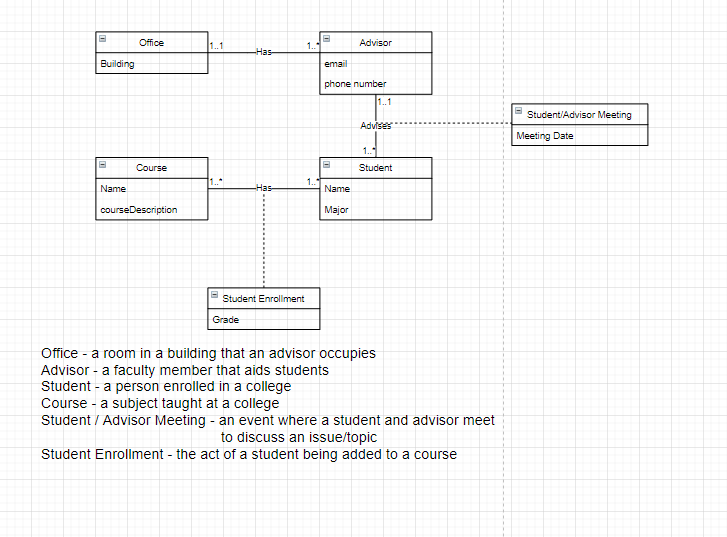 Office
Building
1..1
Has
1..*
Advisor
email
phone number
1..1
Advises
1..*
Student/Advisor Meeting
Meeting Date
Course
Name
courseDescription
1..*
Has
1..*
Student
Name
Major
Student Enrollment
Grade
Office - a room in a building that an advisor occupies
Advisor - a faculty member that aids students
Student - a person enrolled in a college
Course - a subject taught at a college
Student / Advisor Meeting - an event where a student and advisor meet
to discuss an issue/topic
Student Enrollment - the act of a student being added to a course